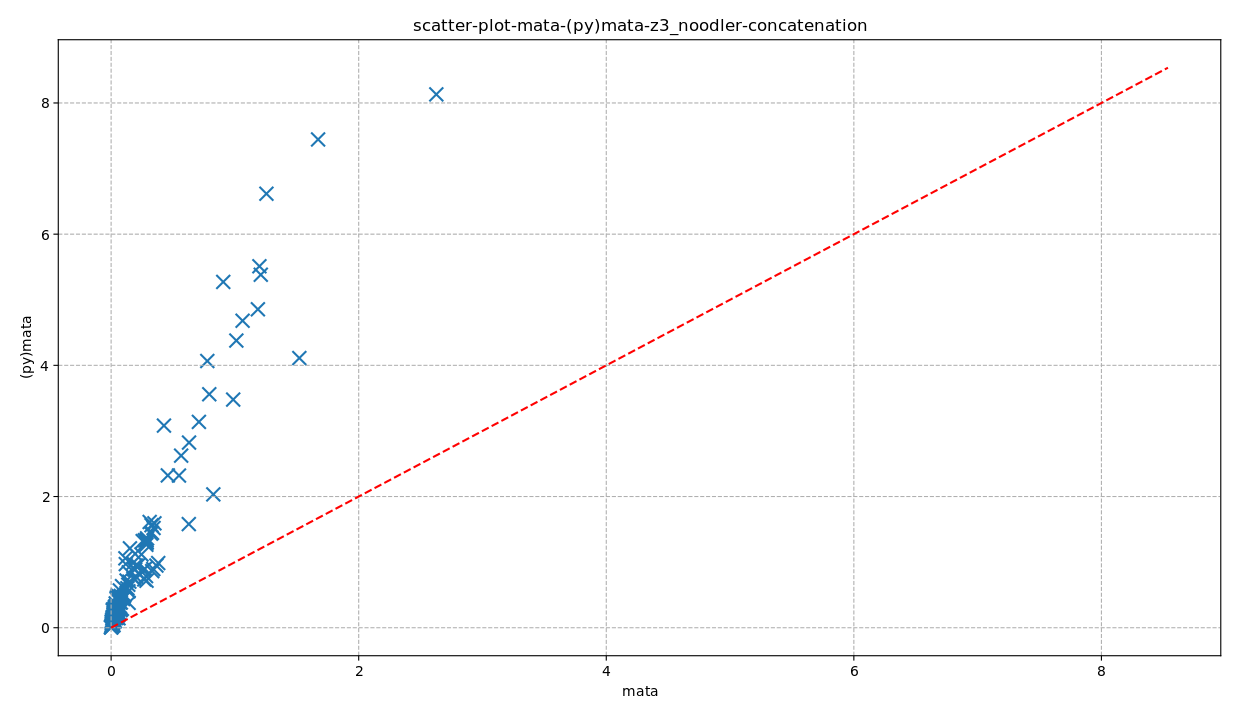 scatter-plot-mata-(py)mata-z3_noodler-concatenation
(py)mata
8
6
4
2
0
0 2 4 6 8
mata